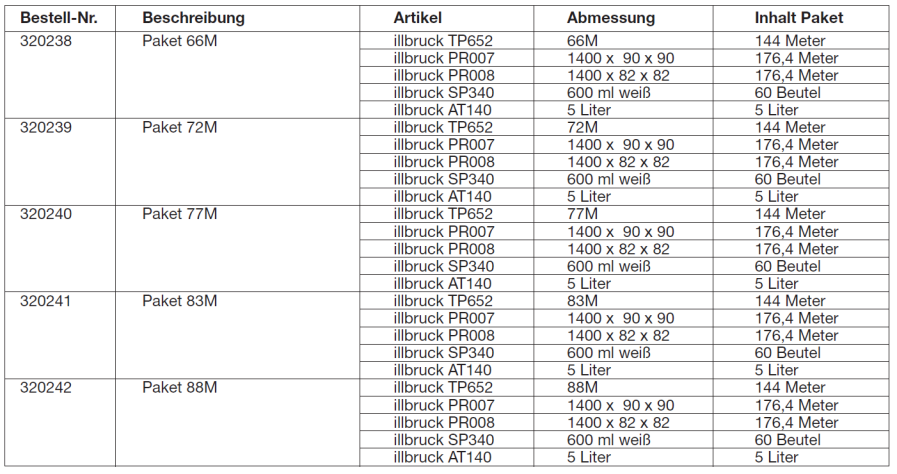 Bestell-Nr. Beschreibung Artikel Abmessung Inhalt Paket
320238 Paket 66M illbruck TP652 66M 144 Meter
illbruck PR007 1400 x 90 x 90 176,4 Meter
illbruck PR008 1400 x 82 x 82 176,4 Meter
illbruck SP340 600 ml weiß 60 Beutel
illbruck AT140 5 Liter 5 Liter
320239 Paket 72M illbruck TP652 72M 144 Meter
illbruck PR007 1400 x 90 x 90 176,4 Meter
illbruck PR008 1400 x 82 x 82 176,4 Meter
illbruck SP340 600 ml weiß 60 Beutel
illbruck AT140 5 Liter 5 Liter
320240 Paket 77M illbruck TP652 77M 144 Meter
illbruck PR007 1400 x 90 x 90 176,4 Meter
illbruck PR008 1400 x 82 x 82 176,4 Meter
illbruck SP340 600 ml weiß 60 Beutel
illbruck AT140 5 Liter 5 Liter
320241 Paket 83M illbruck TP652 83M 144 Meter
illbruck PR007 1400 x 90 x 90 176,4 Meter
illbruck PR008 1400 x 82 x 82 176,4 Meter
illbruck SP340 600 ml weiß 60 Beutel
illbruck AT140 5 Liter 5 Liter
320242 Paket 88M illbruck TP652 88M 144 Meter
illbruck PR007 1400 x 90 x 90 176,4 Meter
illbruck PR008 1400 x 82 x 82 176,4 Meter
illbruck SP340 600 ml weiß 60 Beutel
illbruck AT140 5 Liter 5 Liter